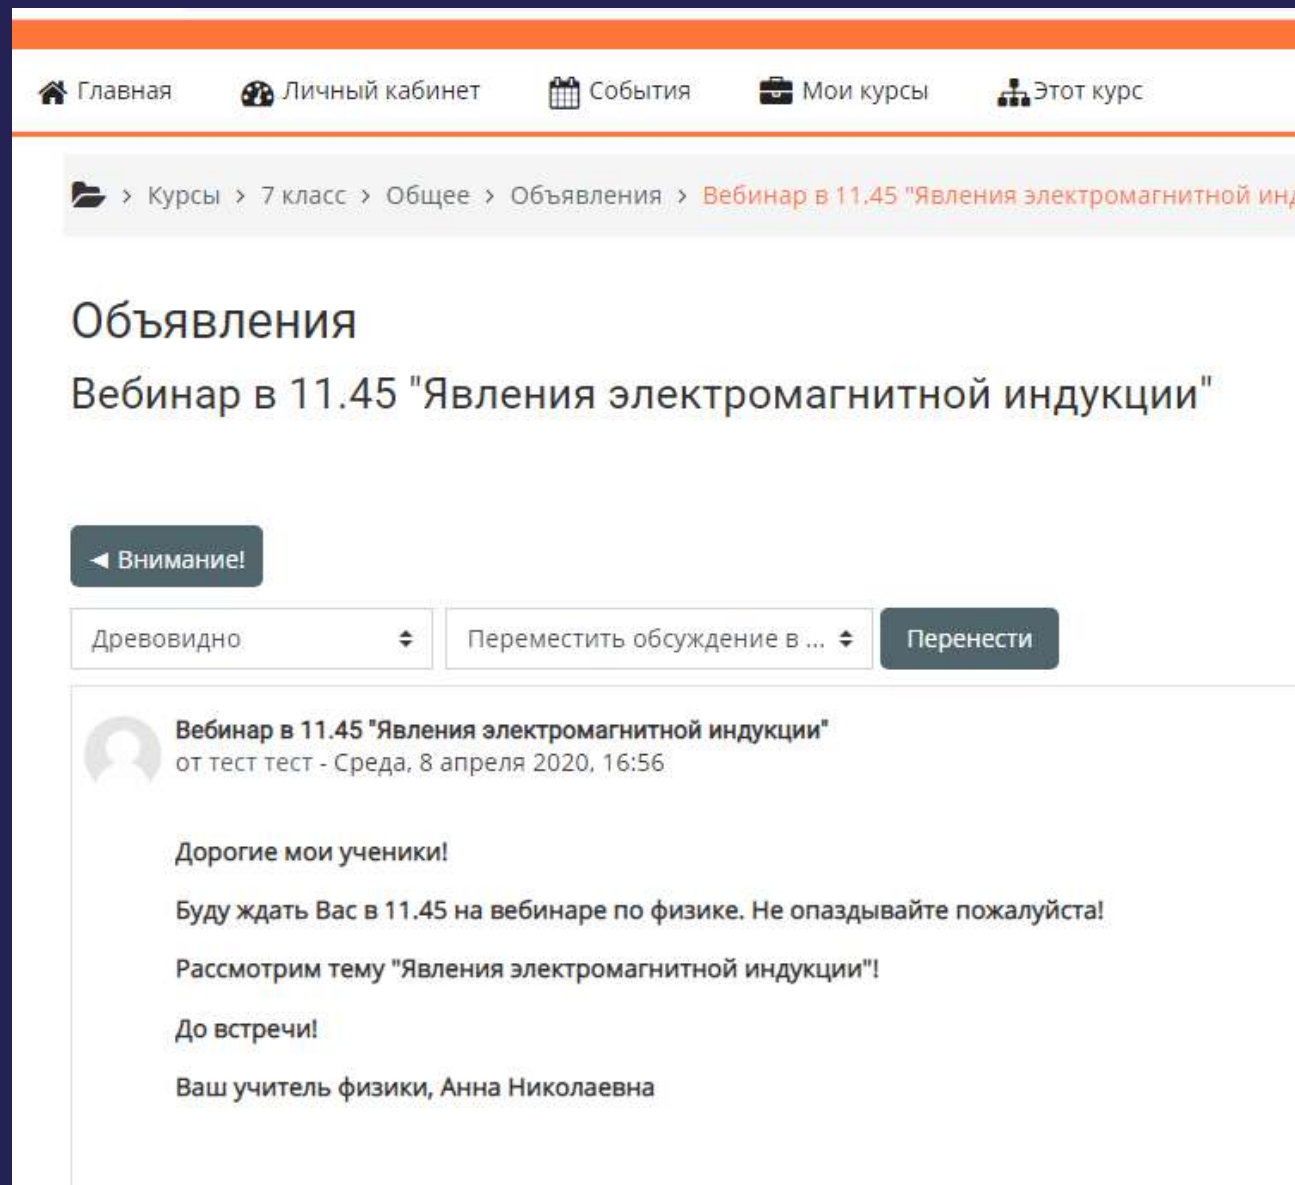 Главная Личный кабинет События Мои курсы Этот курс
> Курсы > 7 класс > Общее > Объявления > Вебинар в 11.45 "Явления электромагнитной инд
Объявления
Вебинар в 11.45 "Явления электромагнитной индукции"
◄ Внимание!
Древовидно Переместить обсуждение в ... Перенести
Вебинар в 11.45 "Явления электромагнитной индукции"
от тест тест - Среда, 8 апреля 2020, 16:56
Дорогие мои ученики!
Буду ждать Вас в 11.45 на вебинаре по физике. Не опаздывайте пожалуйста!
Рассмотрим тему "Явления электромагнитной индукции"!
До встречи!
Ваш учитель физики, Анна Николаевна